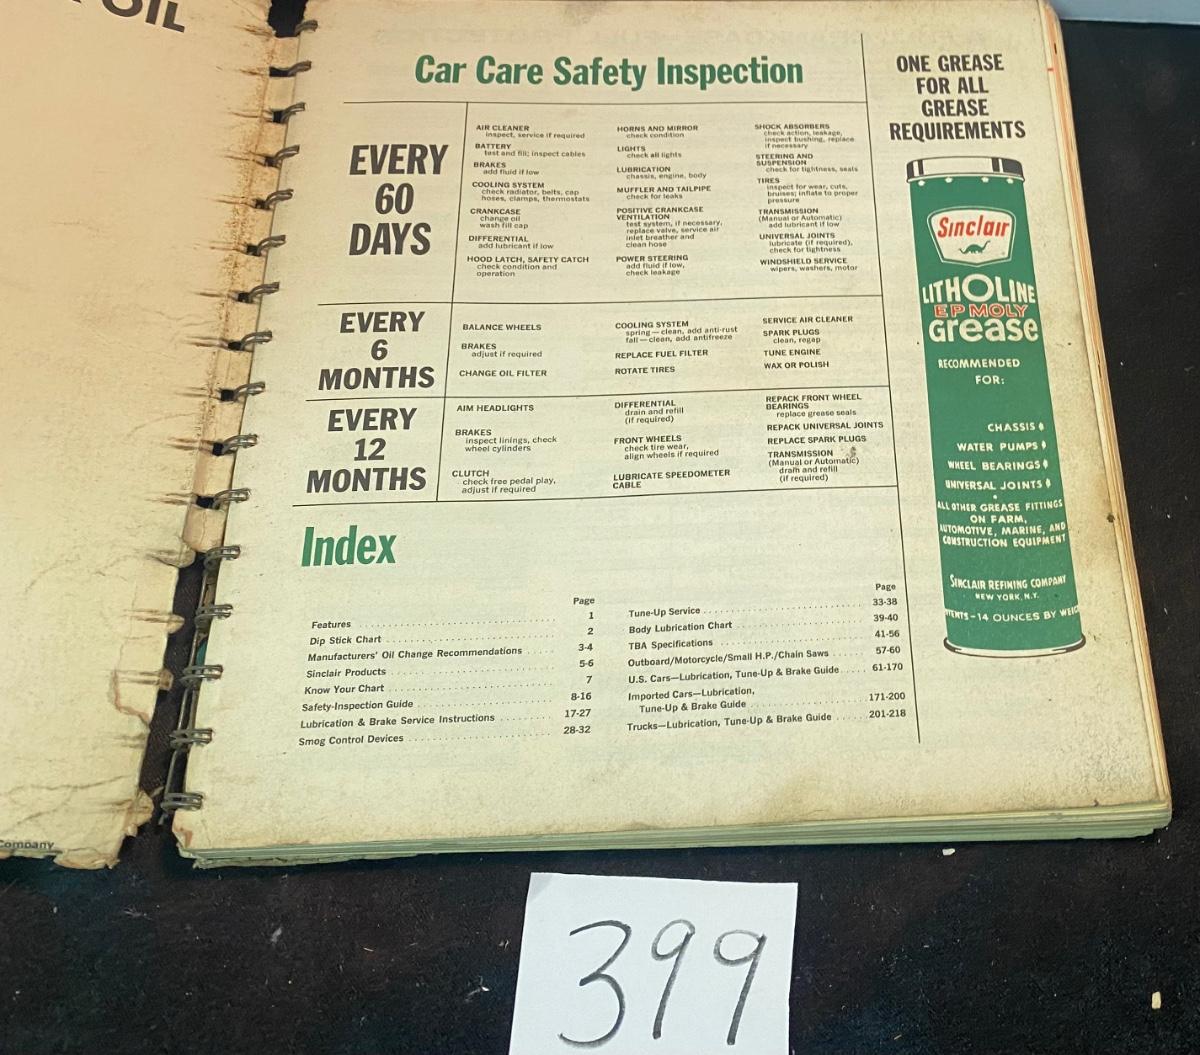 OIL
Car Care Safety Inspection
EVERY
60
DAYS
AIR CLEANER
inspect, service if required
BATTERY
test and fill; inspect cables
BRAKES
add fluid if low
COOLING SYSTEM
check radiator, belts, cap
hoses, clamps, thermostats
CRANKCASE
change oil
wash fill cap
DIFFERENTIAL
add lubricant if low
HOOD LATCH, SAFETY CATCH
check condition and
operation
HORNS AND MIRROR
check condition
LIGHTS
check all lights
LUBRICATION
chassis, engine, body
MUFFLER AND TAILPIPE
check for leaks
POSITIVE CRANKCASE
VENTILATION
test system, if necessary,
replace valve, service air
inlet breather and
clean hose
POWER STEERING
add fluid if low,
check leakage
SHOCK ABSORBERS
check action, leakage,
inspect bushing, replace
if necessary
STEERING AND
SUSPENSION
check for tightness, seals
TIRES
inspect for wear, cuts,
bruises; inflate to proper
pressure
TRANSMISSION
(Manual or Automatic)
add lubricant if low
UNIVERSAL JOINTS
lubricate (if required),
check for tightness
WINDSHIELD SERVICE
wipers, washers, motor
EVERY
6
MONTHS
BALANCE WHEELS
BRAKES
adjust if required
CHANGE OIL FILTER
COOLING SYSTEM
spring—clean, add anti-rust
fall—clean, add antifreeze
REPLACE FUEL FILTER
ROTATE TIRES
SERVICE AIR CLEANER
SPARK PLUGS
clean, regap
TUNE ENGINE
WAX OR POLISH
EVERY
12
MONTHS
AIM HEADLIGHTS
BRAKES
inspect linings, check
wheel cylinders
CLUTCH
check free pedal play,
adjust if required
DIFFERENTIAL
drain and refill
(if required)
FRONT WHEELS
check tire wear,
align wheels if required
LUBRICATE SPEEDOMETER
CABLE
REPACK FRONT WHEEL
BEARINGS
replace grease seals
REPACK UNIVERSAL JOINTS
REPLACE SPARK PLUGS
TRANSMISSION
(Manual or Automatic)
drain and refill
(if required)
Index
Page
Features 1
Dip Stick Chart 2
Manufacturers' Oil Change Recommendations 3-4
Sinclair Products 5-6
Know Your Chart 7
Safety-Inspection Guide 8-16
Lubrication & Brake Service Instructions 17-27
Smog Control Devices 28-32
Page
Tune-Up Service 33-38
Body Lubrication Chart 39-40
TBA Specifications 41-56
Outboard/Motorcycle/Small H.P./Chain Saws 57-60
U.S. Cars—Lubrication, Tune-Up & Brake Guide 61-170
Imported Cars—Lubrication,
Tune-Up & Brake Guide 171-200
Trucks—Lubrication, Tune-Up & Brake Guide 201-218
ONE GREASE
FOR ALL
GREASE
REQUIREMENTS
Sinclair
LITHOLINE
EP MOLY
Grease
RECOMMENDED
FOR:
CHASSIS
WATER PUMPS
WHEEL BEARINGS
UNIVERSAL JOINTS
ALL OTHER GREASE FITTINGS
ON FARM,
AUTOMOTIVE, MARINE, AND
CONSTRUCTION EQUIPMENT
SINCLAIR REFINING COMPANY
NEW YORK, N.Y.
TENTS - 14 OUNCES BY WEIG
Company
399